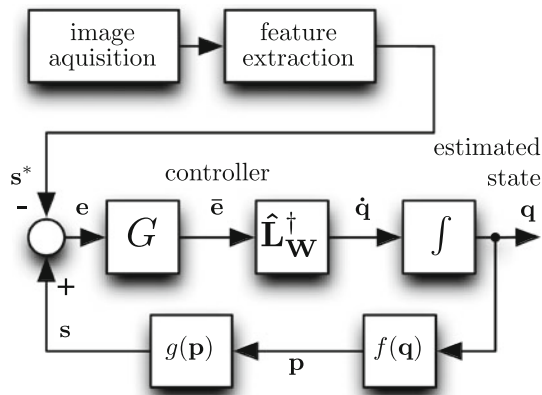 image
aquisition
feature
extraction
estimated
state
controller
s*
-
e
G
ē
L̂†W
q̇
∫
q
+
s
g(p)
p
f(q)